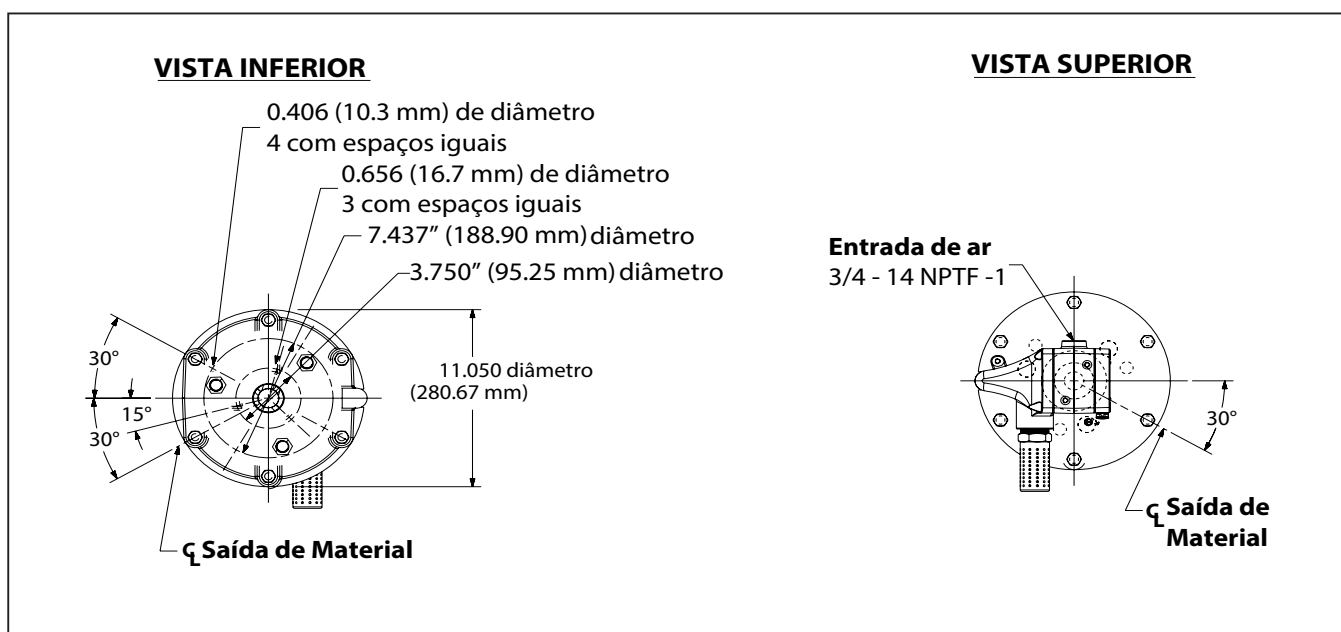 VISTA INFERIOR
0.406 (10.3 mm) de diâmetro
4 com espaços iguais
0.656 (16.7 mm) de diâmetro
3 com espaços iguais
7.437” (188.90 mm) diâmetro
3.750” (95.25 mm) diâmetro
30°
15°
30°
11.050 diâmetro
(280.67 mm)
℄ Saída de Material
VISTA SUPERIOR
Entrada de ar
3/4 - 14 NPTF -1
30°
℄ Saída de
Material